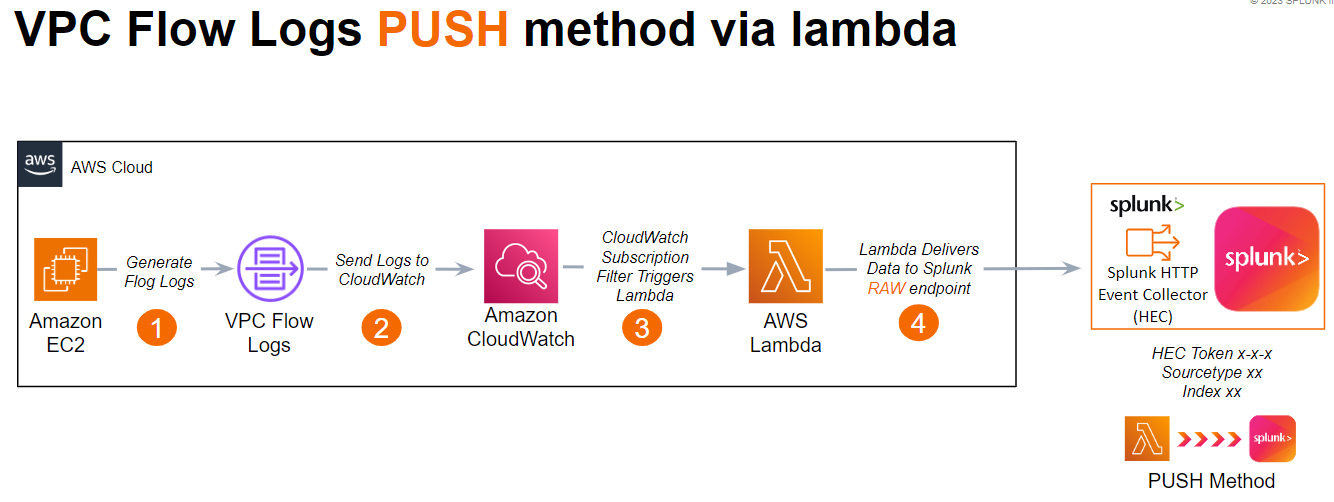 © 2023 SPLUNK
VPC Flow Logs PUSH method via lambda
aws
AWS Cloud
Amazon
EC2
Generate
Flog Logs
1
VPC Flow
Logs
Send Logs to
CloudWatch
2
Amazon
CloudWatch
CloudWatch
Subscription
Filter Triggers
Lambda
3
AWS
Lambda
Lambda Delivers
Data to Splunk
RAW endpoint
4
splunk>
Splunk HTTP
Event Collector
(HEC)
splunk>
HEC Token x-x-x
Sourcetype xx
Index xx
splunk>
PUSH Method